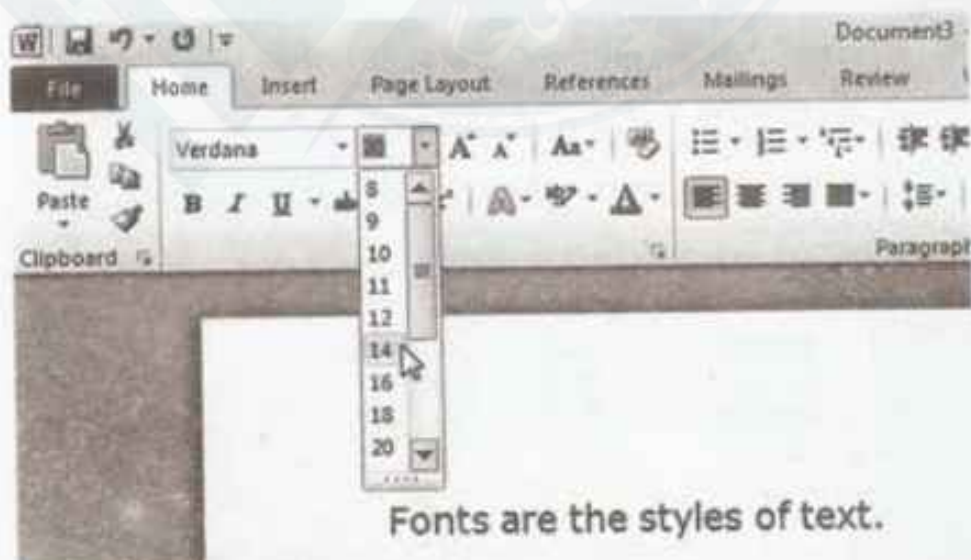 Document3 -
File Home Insert Page Layout References Mailings Review
Verdana
Aa
Paste
B I U
A
Clipboard
Paragraph
8
9
10
11
12
14
16
18
20
Fonts are the styles of text.